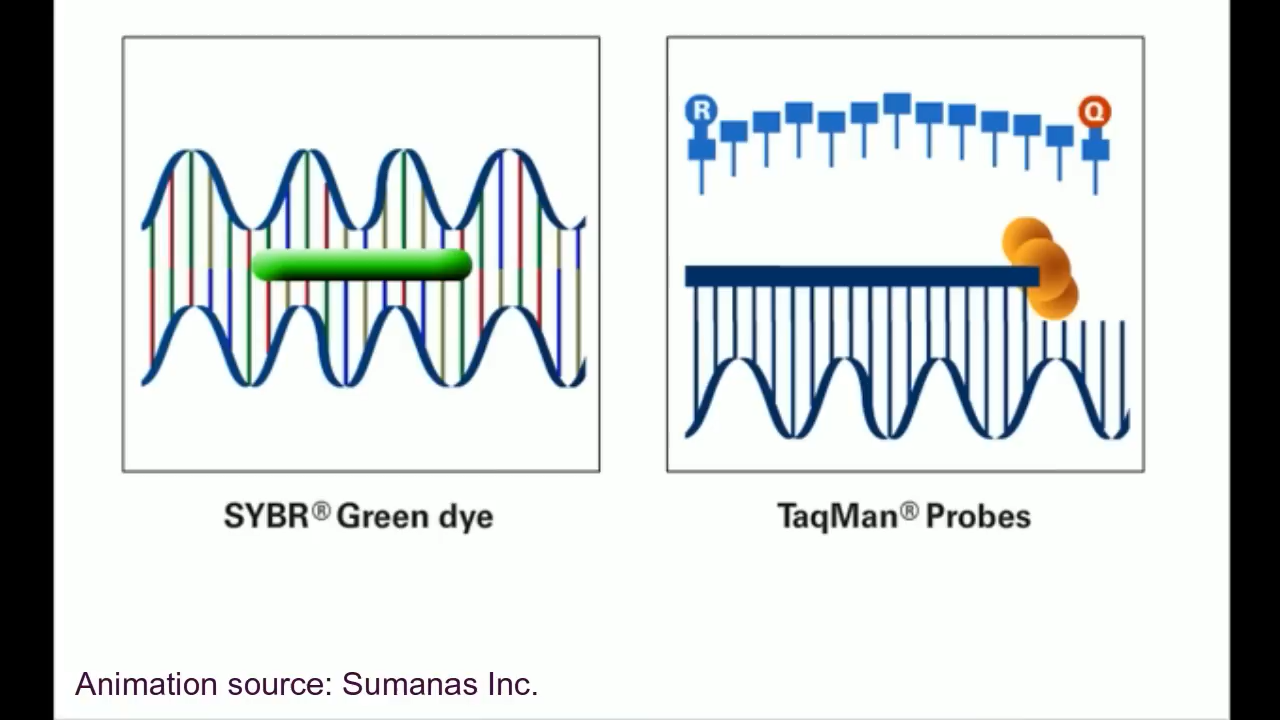 R Q
SYBR® Green dye
TaqMan® Probes
Animation source: Sumanas Inc.